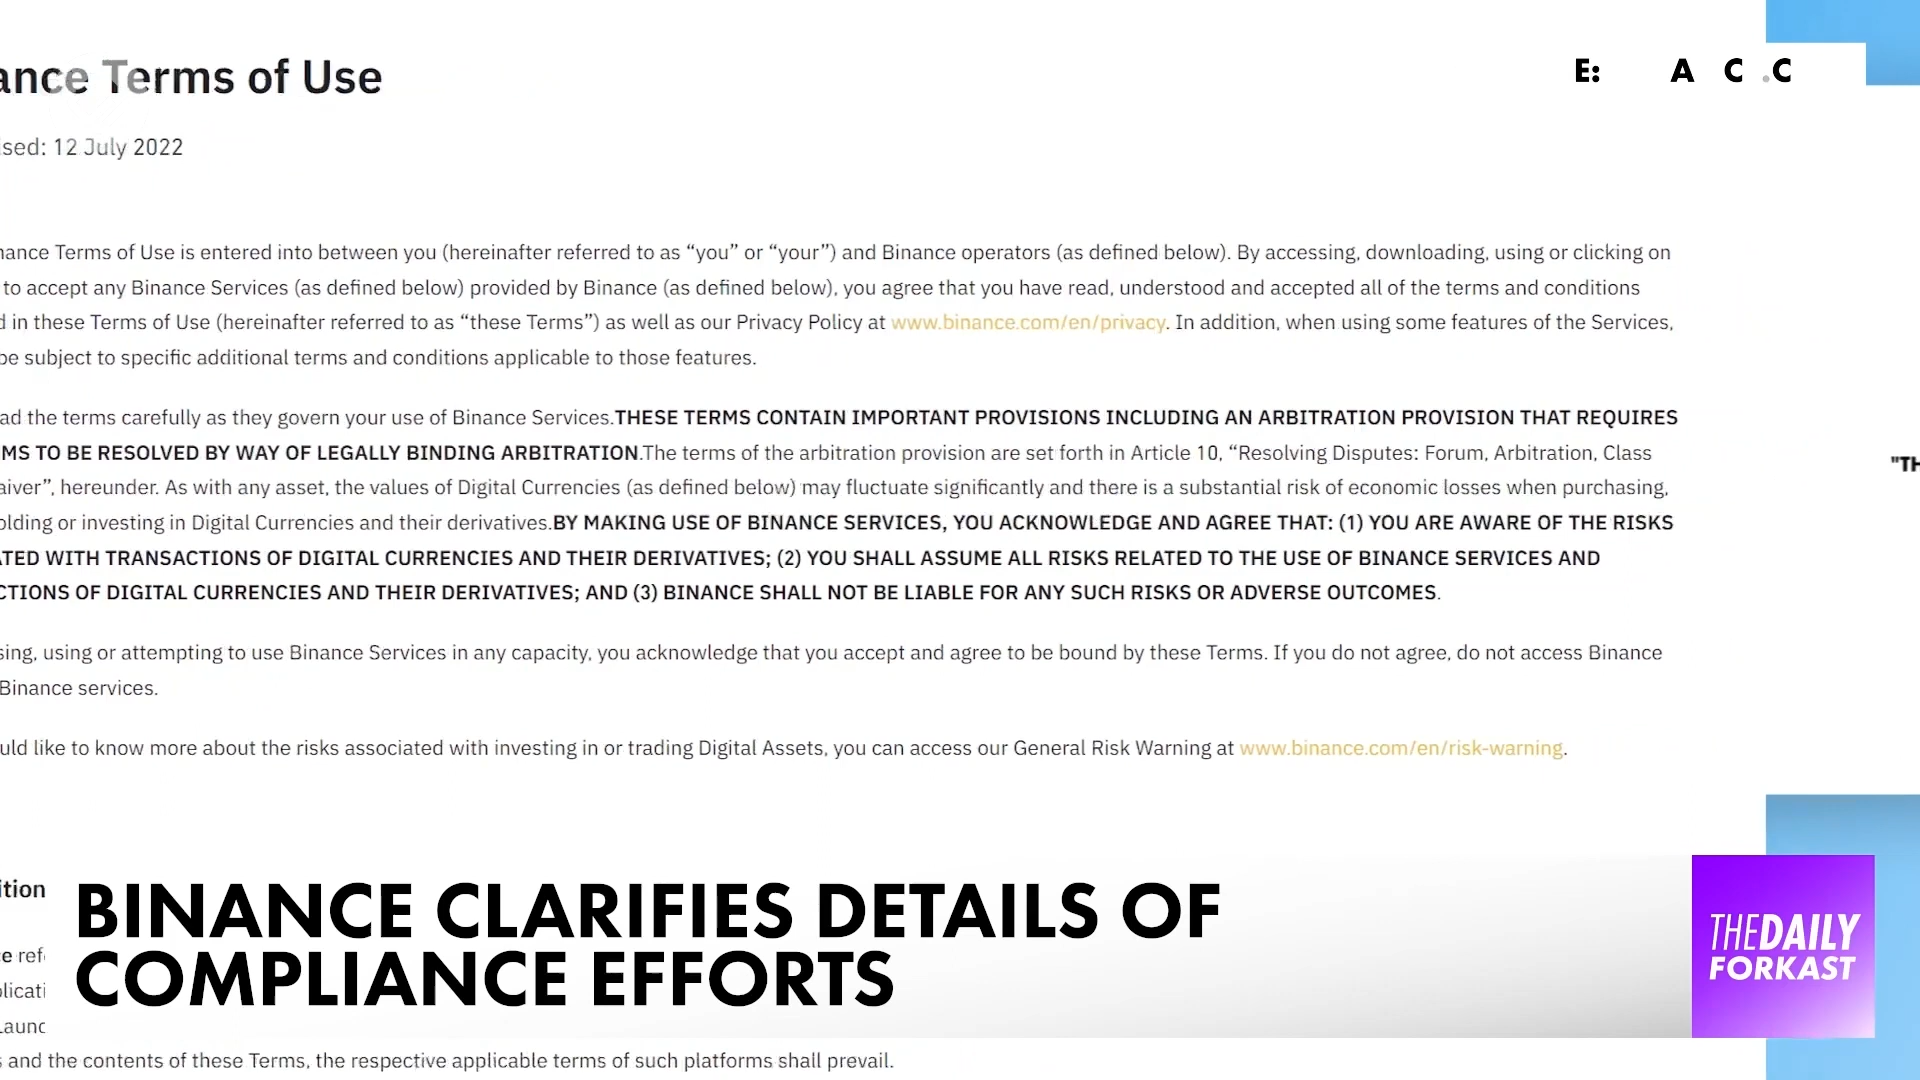 ance Terms of Use
E: A C .C
ised: 12 July 2022
nance Terms of Use is entered into between you (hereinafter referred to as “you” or “your”) and Binance operators (as defined below). By accessing, downloading, using or clicking on
to accept any Binance Services (as defined below) provided by Binance (as defined below), you agree that you have read, understood and accepted all of the terms and conditions
d in these Terms of Use (hereinafter referred to as “these Terms”) as well as our Privacy Policy at www.binance.com/en/privacy. In addition, when using some features of the Services,
be subject to specific additional terms and conditions applicable to those features.
ad the terms carefully as they govern your use of Binance Services.THESE TERMS CONTAIN IMPORTANT PROVISIONS INCLUDING AN ARBITRATION PROVISION THAT REQUIRES
MS TO BE RESOLVED BY WAY OF LEGALLY BINDING ARBITRATION.The terms of the arbitration provision are set forth in Article 10, “Resolving Disputes: Forum, Arbitration, Class
aiver”, hereunder. As with any asset, the values of Digital Currencies (as defined below) may fluctuate significantly and there is a substantial risk of economic losses when purchasing,
olding or investing in Digital Currencies and their derivatives.BY MAKING USE OF BINANCE SERVICES, YOU ACKNOWLEDGE AND AGREE THAT: (1) YOU ARE AWARE OF THE RISKS
ATED WITH TRANSACTIONS OF DIGITAL CURRENCIES AND THEIR DERIVATIVES; (2) YOU SHALL ASSUME ALL RISKS RELATED TO THE USE OF BINANCE SERVICES AND
CTIONS OF DIGITAL CURRENCIES AND THEIR DERIVATIVES; AND (3) BINANCE SHALL NOT BE LIABLE FOR ANY SUCH RISKS OR ADVERSE OUTCOMES.
"TH
sing, using or attempting to use Binance Services in any capacity, you acknowledge that you accept and agree to be bound by these Terms. If you do not agree, do not access Binance
Binance services.
uld like to know more about the risks associated with investing in or trading Digital Assets, you can access our General Risk Warning at www.binance.com/en/risk-warning.
ition
e ref
plicati
Launc
s and the contents of these Terms, the respective applicable terms of such platforms shall prevail.
BINANCE CLARIFIES DETAILS OF
COMPLIANCE EFFORTS
THE DAILY
FORKAST